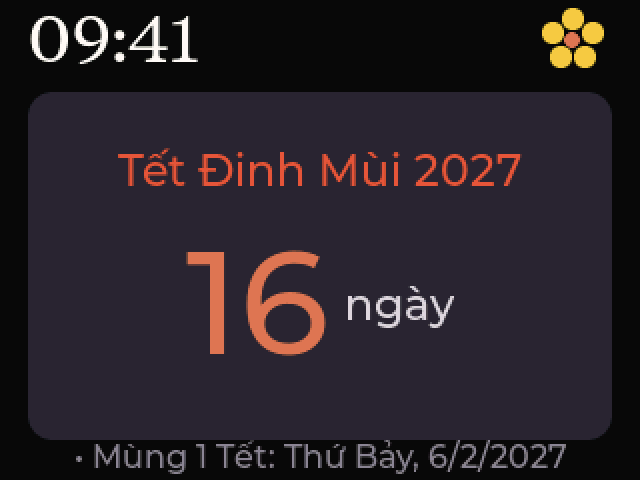 09:41
Tết Đinh Mùi 2027
16 ngày
• Mùng 1 Tết: Thứ Bảy, 6/2/2027